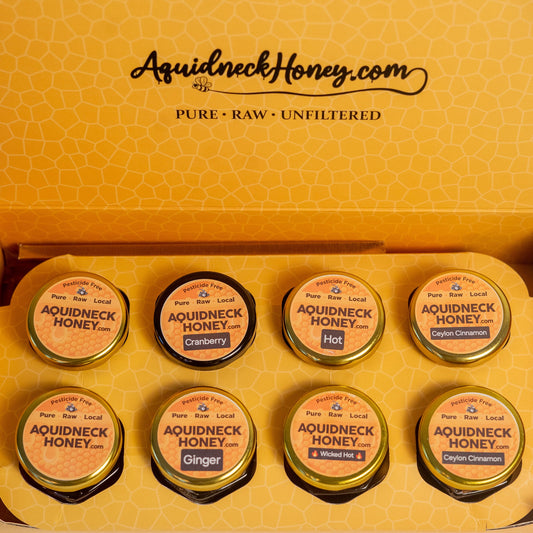 AquidneckHoney.com
PURE • RAW • UNFILTERED
Pesticide Free
Pure Raw Local
AQUIDNECK
HONEY.com
Pesticide Free
Pure Raw Local
AQUIDNECK
HONEY.com
Cranberry
Pesticide Free
Pure Raw Local
AQUIDNECK
HONEY.com
Hot
Pesticide Free
Pure Raw Local
AQUIDNECK
HONEY.com
Ceylon Cinnamon
Pesticide Free
Pure Raw Local
AQUIDNECK
HONEY.com
Pesticide Free
Pure Raw Local
AQUIDNECK
HONEY.com
Ginger
Pesticide Free
Pure Raw Local
AQUIDNECK
HONEY.com
🔥 Wicked Hot 🔥
Pesticide Free
Pure Raw Local
AQUIDNECK
HONEY.com
Ceylon Cinnamon